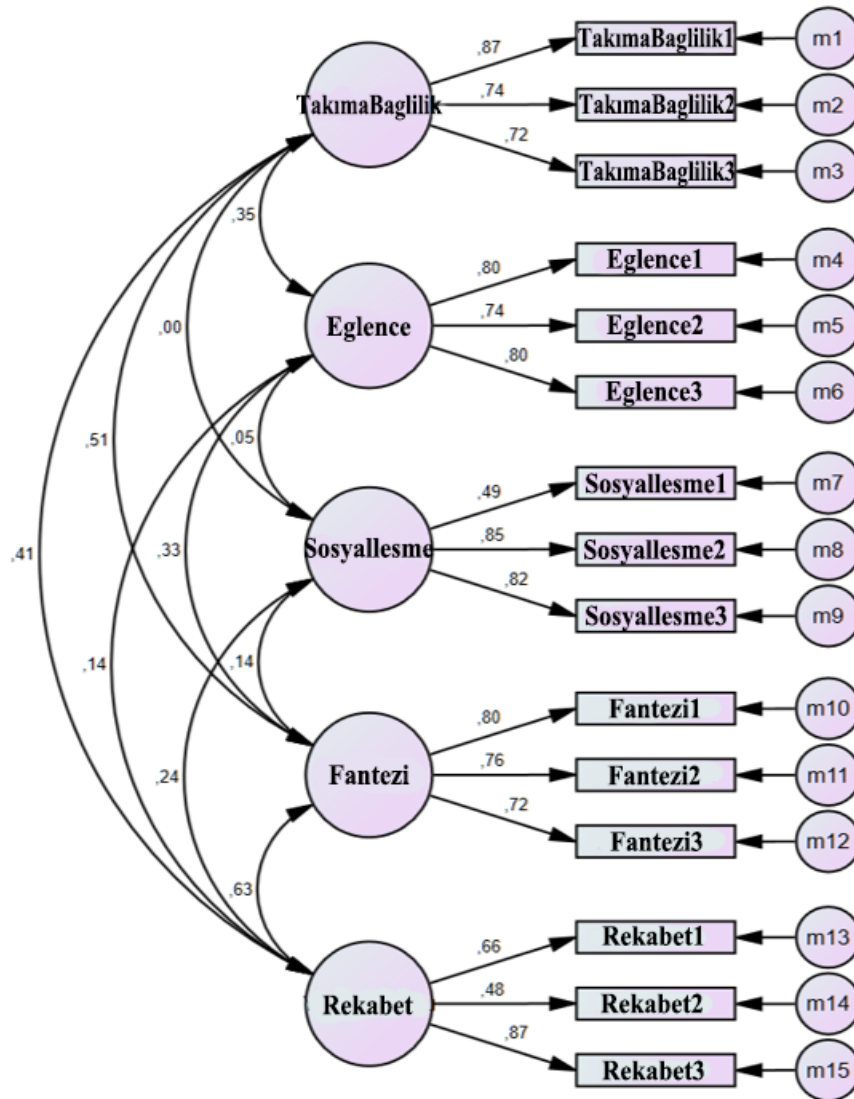 ,87
TakımaBaglilik1
m1
TakımaBaglilik
,74
TakımaBaglilik2
m2
,72
TakımaBaglilik3
m3
,35
,80
Eglence1
m4
Eglence
,74
Eglence2
m5
,80
Eglence3
m6
,00
,05
,51
,49
Sosyallesme1
m7
Sosyallesme
,85
Sosyallesme2
m8
,82
Sosyallesme3
m9
,41
,33
,14
,14
,80
Fantezi1
m10
Fantezi
,76
Fantezi2
m11
,72
Fantezi3
m12
,24
,63
,66
Rekabet1
m13
Rekabet
,48
Rekabet2
m14
,87
Rekabet3
m15